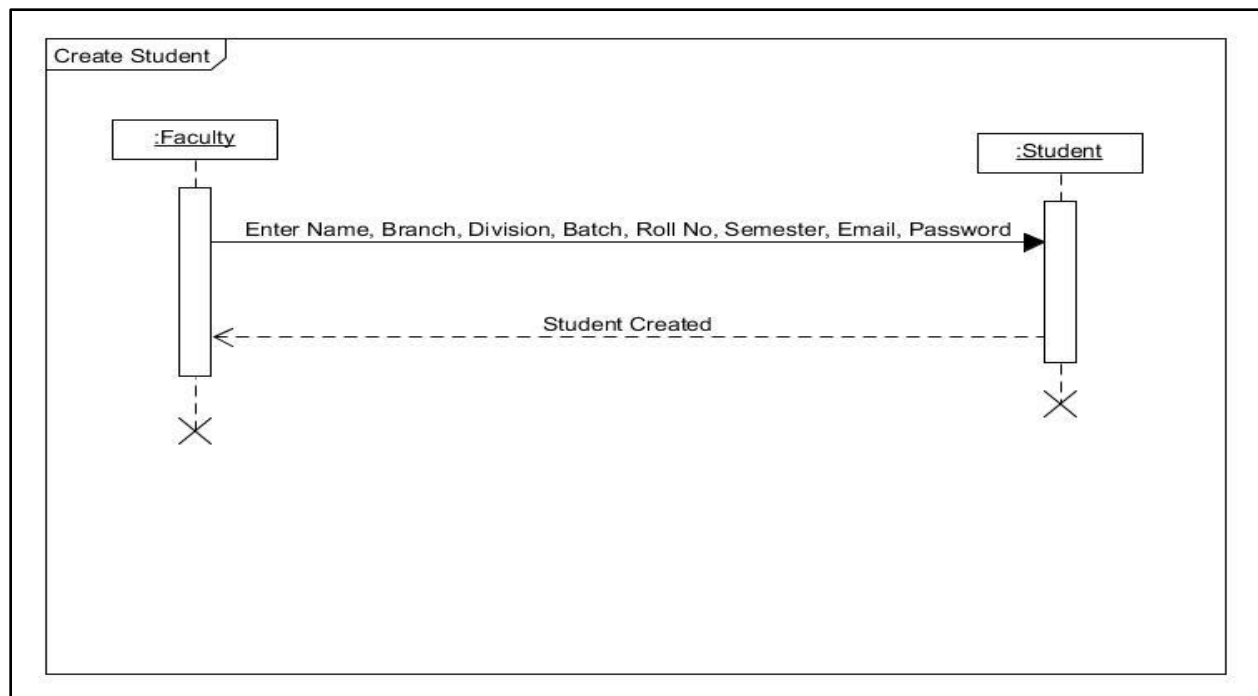 Create Student
:Faculty
:Student
Enter Name, Branch, Division, Batch, Roll No, Semester, Email, Password
Student Created